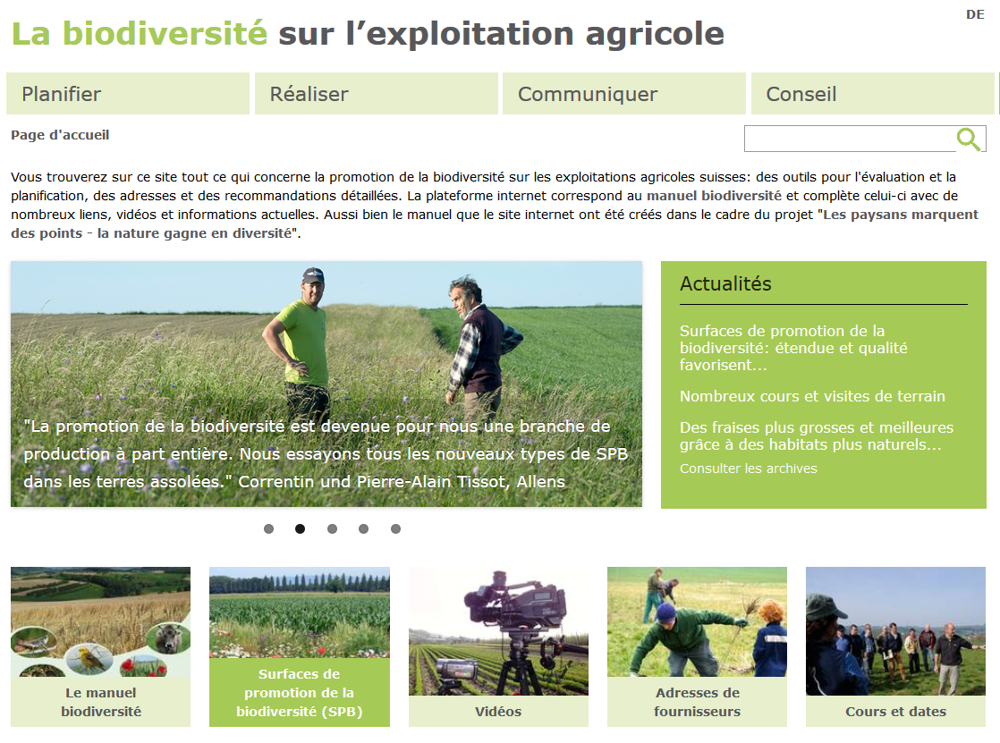 DE
La biodiversité sur l’exploitation agricole
Planifier
Réaliser
Communiquer
Conseil
Page d'accueil
Vous trouverez sur ce site tout ce qui concerne la promotion de la biodiversité sur les exploitations agricoles suisses: des outils pour l'évaluation et la
planification, des adresses et des recommandations détaillées. La plateforme internet correspond au manuel biodiversité et complète celui-ci avec de
nombreux liens, vidéos et informations actuelles. Aussi bien le manuel que le site internet ont été créés dans le cadre du projet "Les paysans marquent
des points - la nature gagne en diversité".
"La promotion de la biodiversité est devenue pour nous une branche de
production à part entière. Nous essayons tous les nouveaux types de SPB
dans les terres assolées." Correntin und Pierre-Alain Tissot, Allens
Actualités
Surfaces de promotion de la
biodiversité: étendue et qualité
favorisent...
Nombreux cours et visites de terrain
Des fraises plus grosses et meilleures
grâce à des habitats plus naturels...
Consulter les archives
Le manuel
biodiversité
Surfaces de
promotion de la
biodiversité (SPB)
Vidéos
Adresses de
fournisseurs
Cours et dates